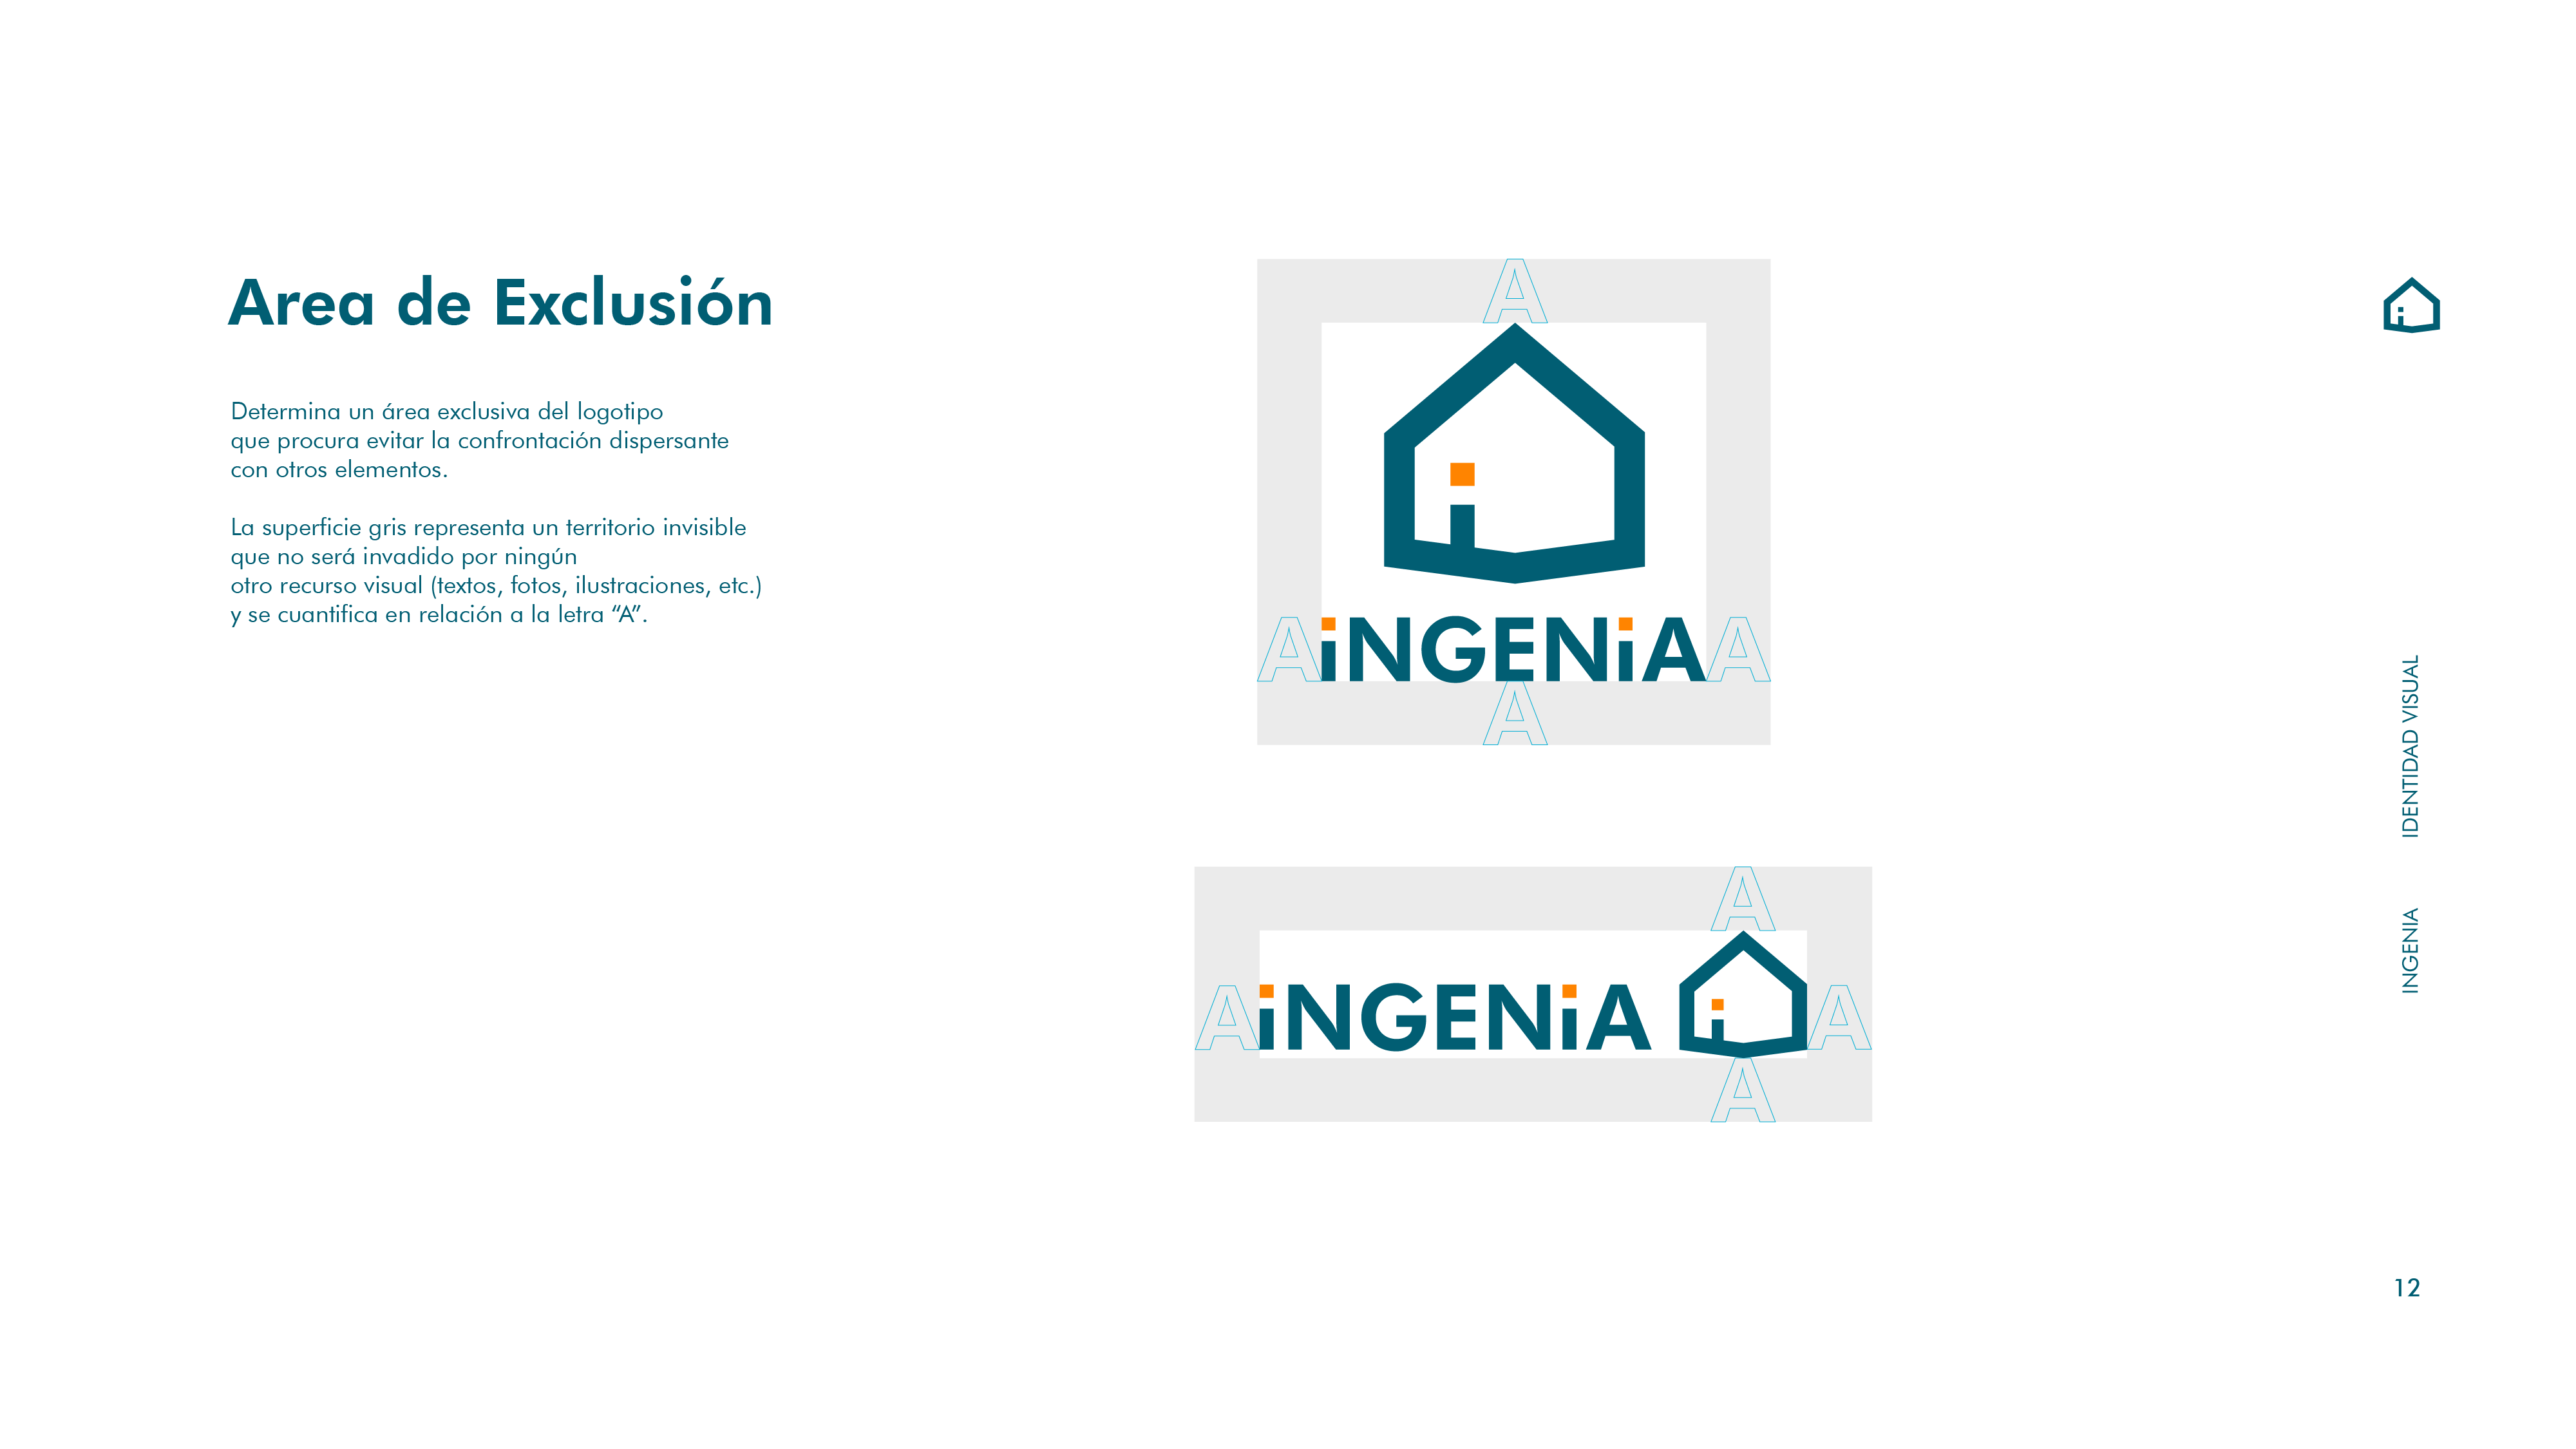 Area de Exclusión
Determina un área exclusiva del logotipo
que procura evitar la confrontación dispersante
con otros elementos.
La superficie gris representa un territorio invisible
que no será invadido por ningún
otro recurso visual (textos, fotos, ilustraciones, etc.)
y se cuantifica en relación a la letra “A”.
A
i
A iNGENiA A
A
A
A iNGENiA i A
A
i
IDENTIDAD VISUAL
INGENIA
12